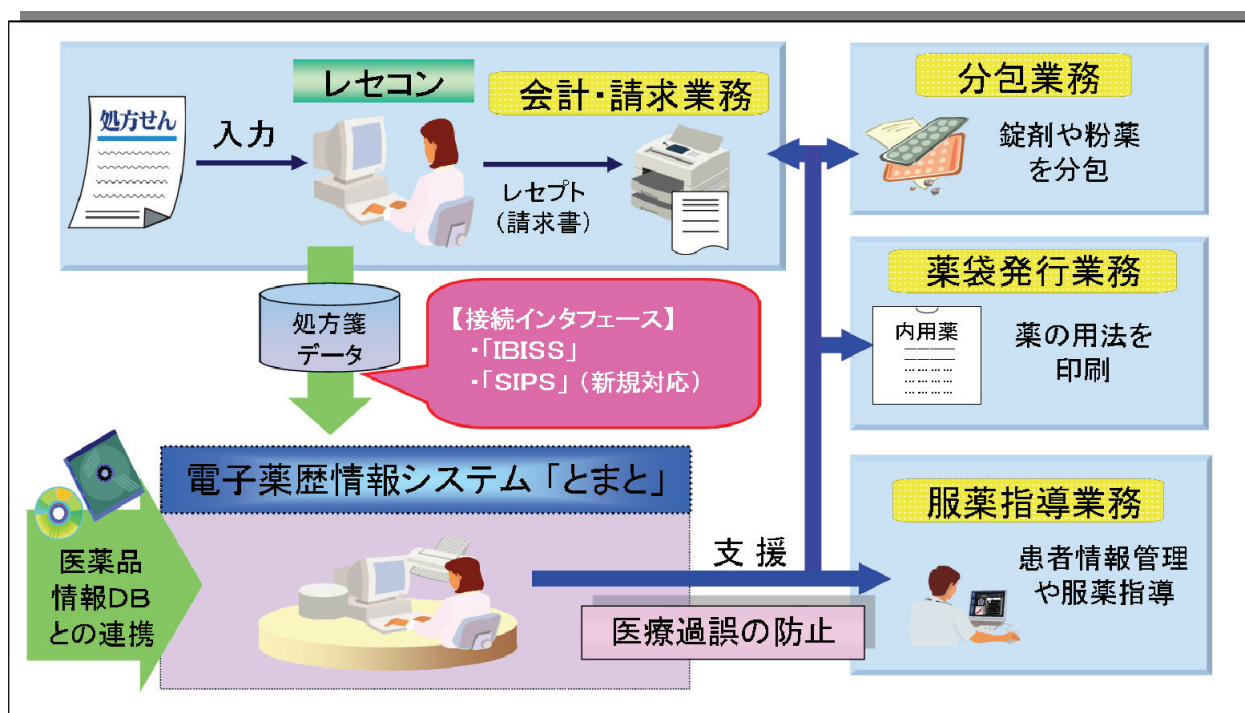 レセコン
会計・請求業務
処方せん
入力
レセプト
(請求書)
処方箋
データ
【接続インタフェース】
・「IBISS」
・「SIPS」(新規対応)
分包業務
錠剤や粉薬
を分包
薬袋発行業務
内用薬
薬の用法を
印刷
電子薬歴情報システム「とまと」
医薬品
情報DB
との連携
支援
医療過誤の防止
服薬指導業務
患者情報管理
や服薬指導